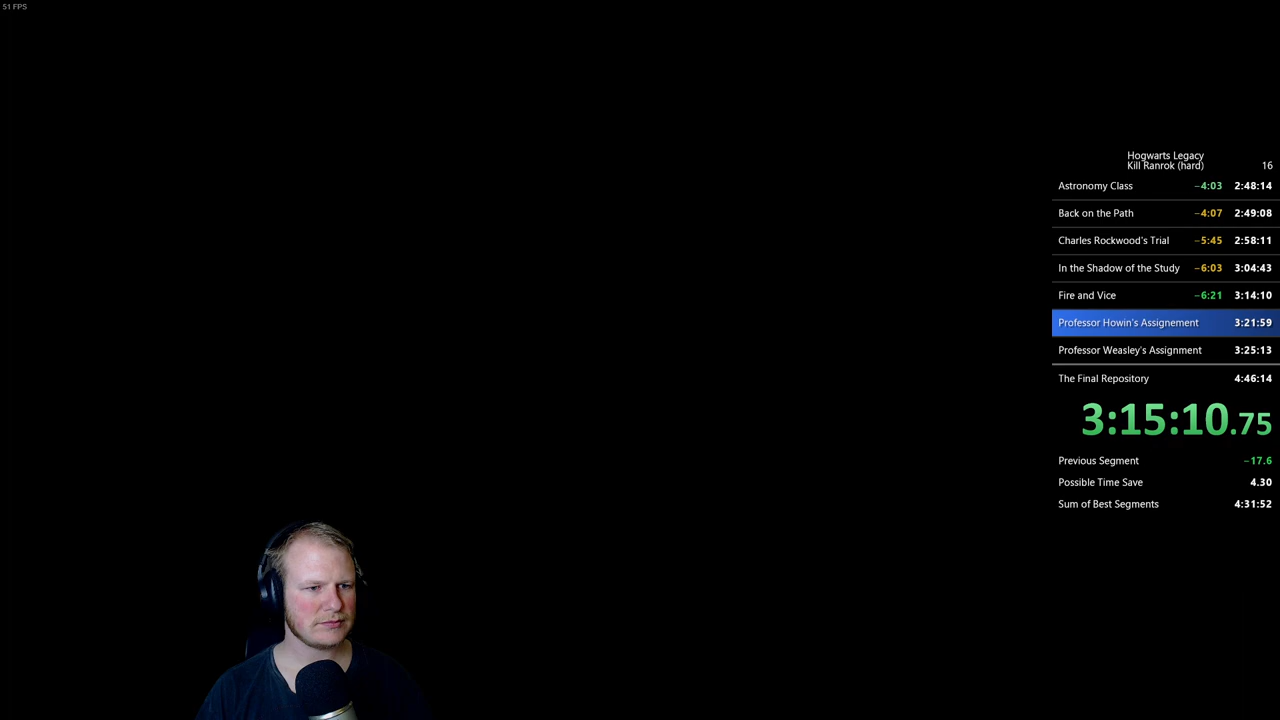 51 FPS
Hogwarts Legacy
Kill Ranrok (hard) 16
Astronomy Class −4:03 2:48:14
Back on the Path −4:07 2:49:08
Charles Rockwood's Trial −5:45 2:58:11
In the Shadow of the Study −6:03 3:04:43
Fire and Vice −6:21 3:14:10
Professor Howin's Assignement 3:21:59
Professor Weasley's Assignment 3:25:13
The Final Repository 4:46:14
3:15:10.75
Previous Segment −17.6
Possible Time Save 4.30
Sum of Best Segments 4:31:52